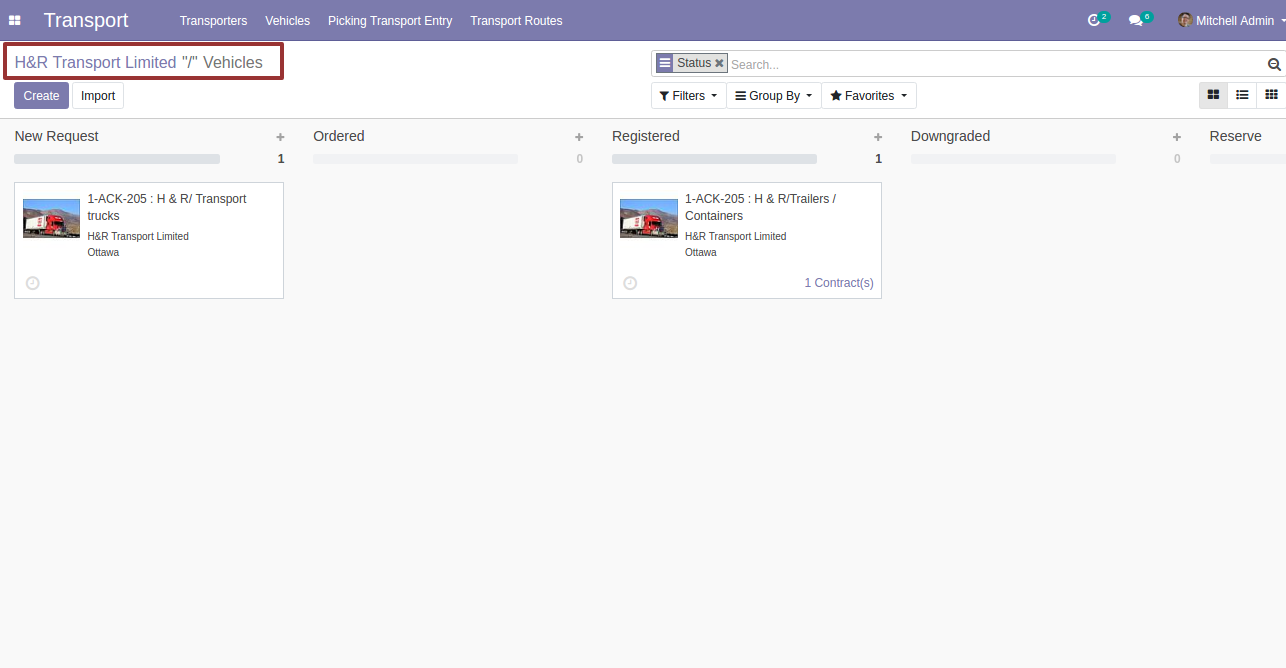 Transport Transporters Vehicles Picking Transport Entry Transport Routes 2 6 Mitchell Admin
H&R Transport Limited "/" Vehicles
Status Search...
Create Import Filters Group By Favorites
New Request Ordered Registered Downgraded Reserve
1 0 1 0
1-ACK-205 : H & R/ Transport
trucks
H&R Transport Limited
Ottawa
1-ACK-205 : H & R/Trailers /
Containers
H&R Transport Limited
Ottawa
1 Contract(s)